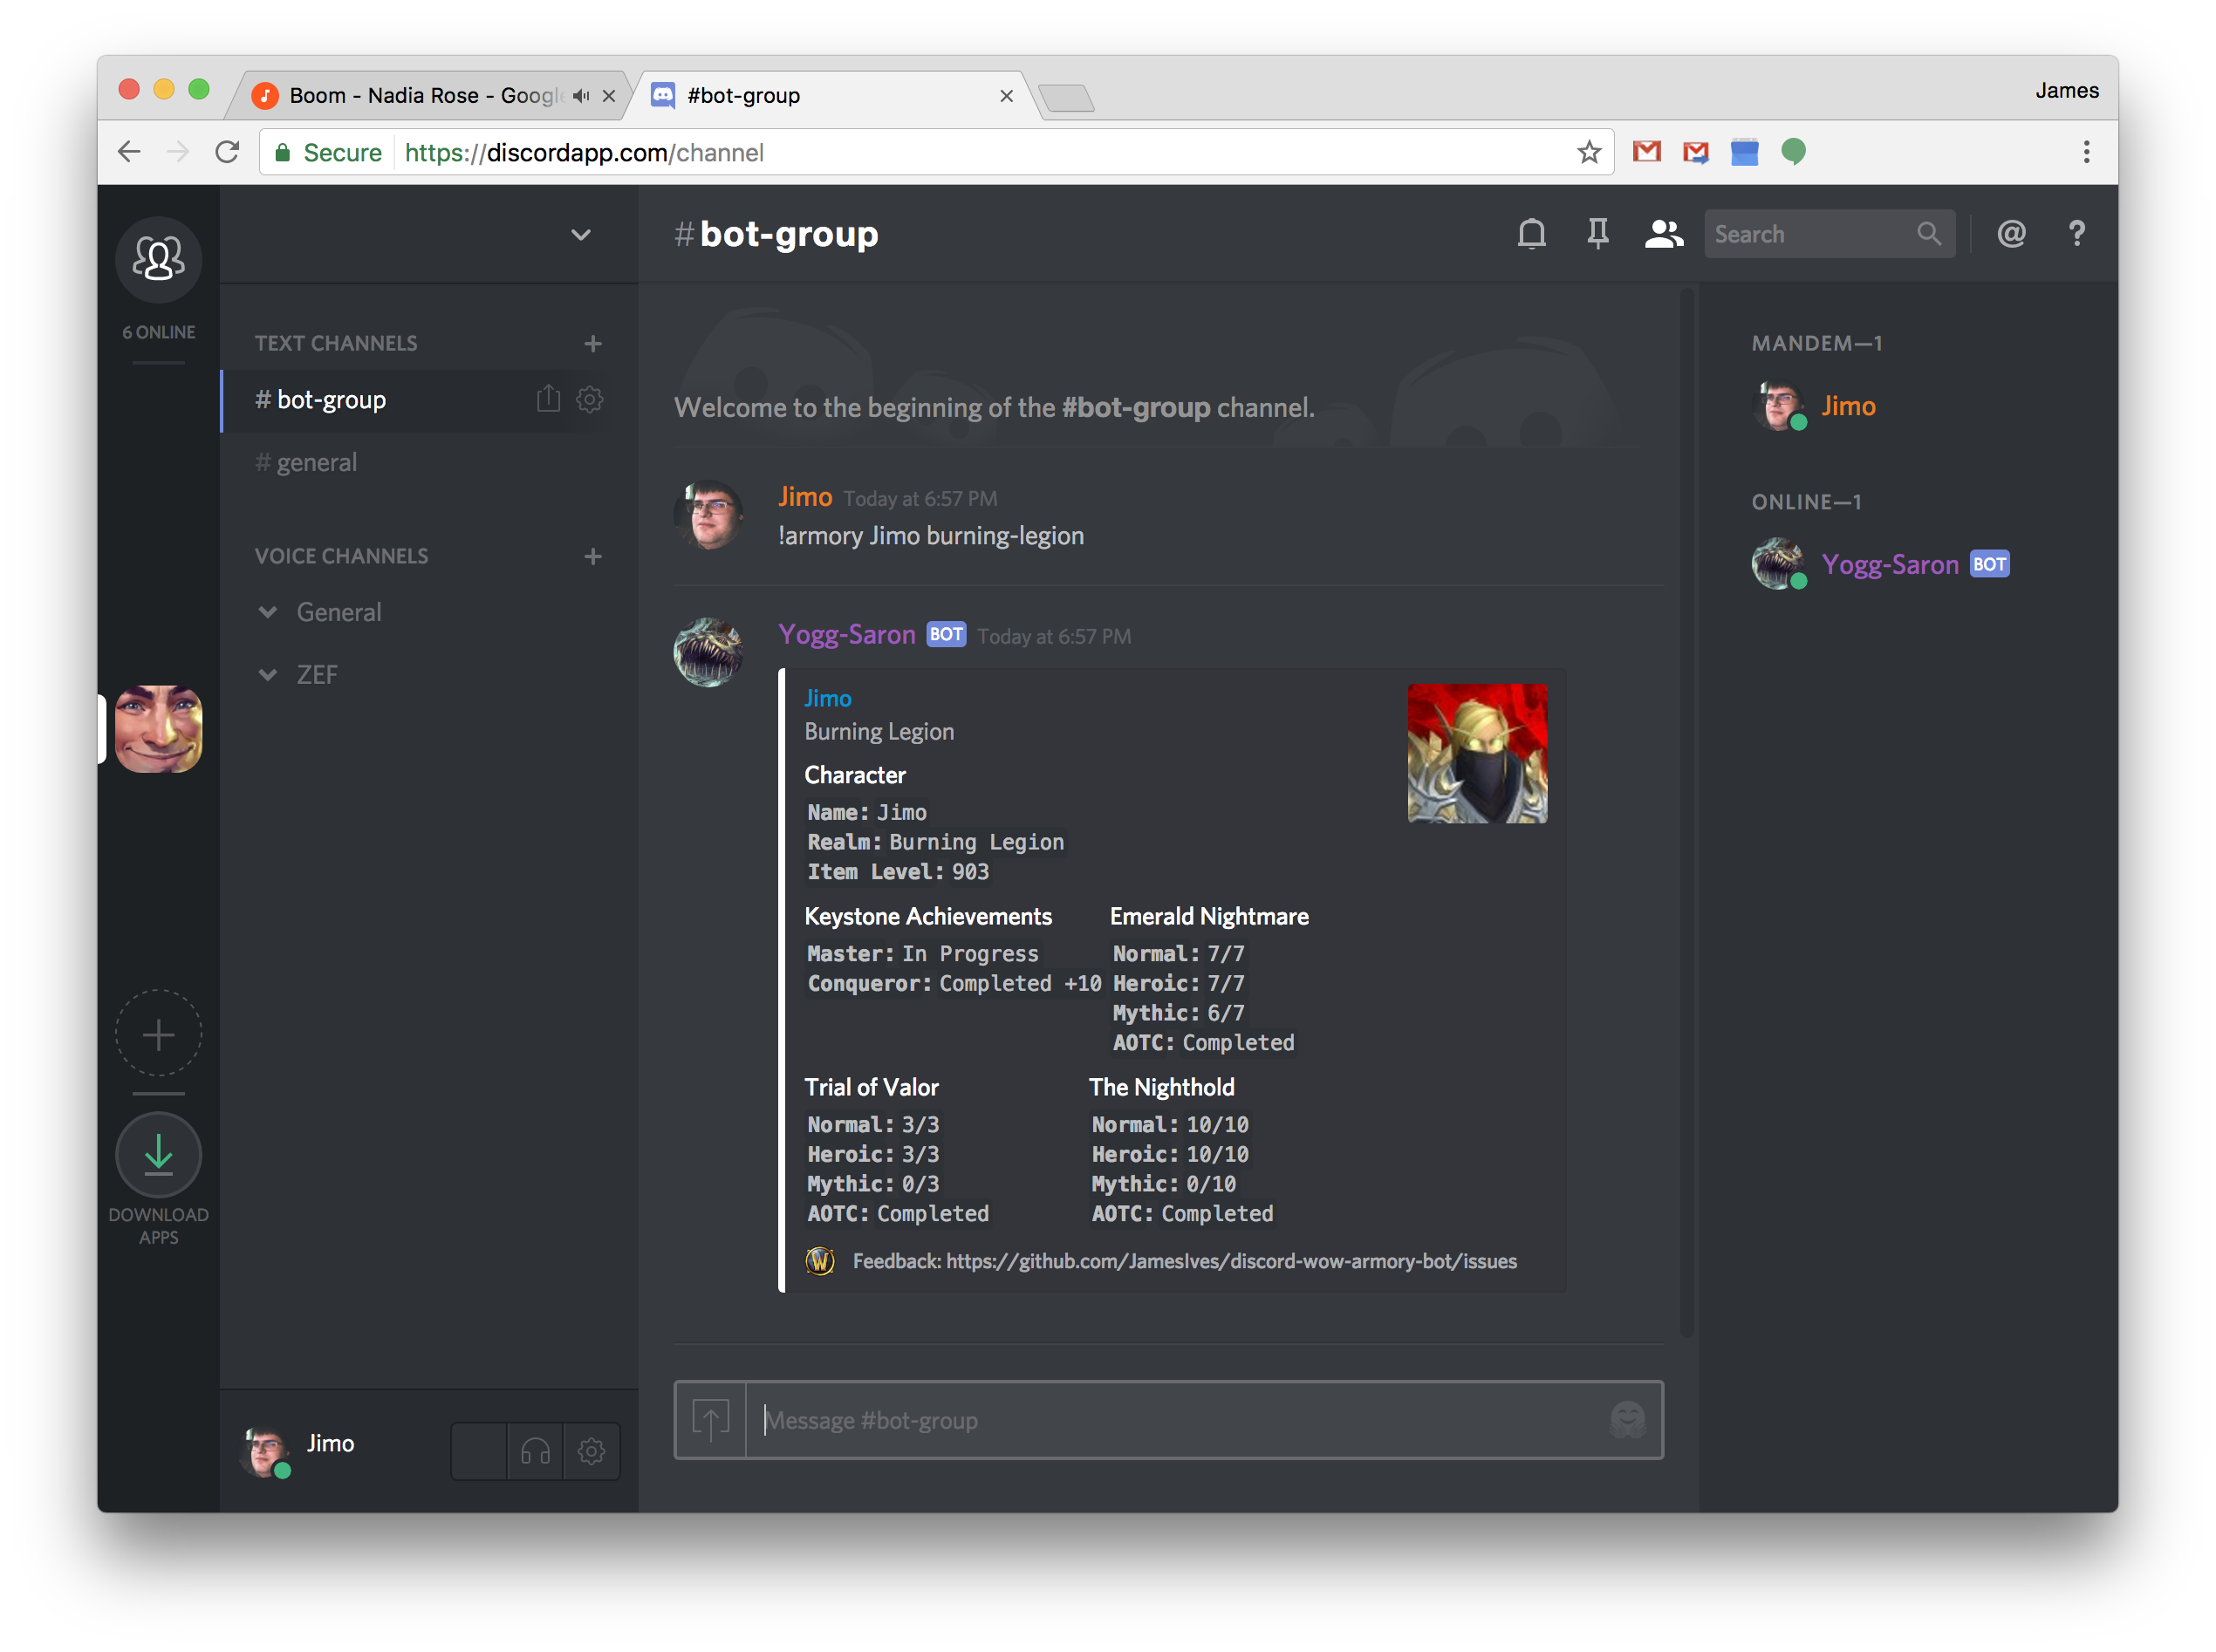 Boom - Nadia Rose - Google
#bot-group
James
Secure
https://discordapp.com/channel
6 ONLINE
TEXT CHANNELS
# bot-group
# general
VOICE CHANNELS
General
ZEF
DOWNLOAD
APPS
Jimo
#bot-group
Search
@
?
Welcome to the beginning of the #bot-group channel.
Jimo Today at 6:57 PM
!armory Jimo burning-legion
Yogg-Saron BOT Today at 6:57 PM
Jimo
Burning Legion
Character
Name: Jimo
Realm: Burning Legion
Item Level: 903
Keystone Achievements
Master: In Progress
Conqueror: Completed +10
Emerald Nightmare
Normal: 7/7
Heroic: 7/7
Mythic: 6/7
AOTC: Completed
Trial of Valor
Normal: 3/3
Heroic: 3/3
Mythic: 0/3
AOTC: Completed
The Nighthold
Normal: 10/10
Heroic: 10/10
Mythic: 0/10
AOTC: Completed
W
Feedback: https://github.com/JamesIves/discord-wow-armory-bot/issues
Message #bot-group
MANDEM—1
Jimo
ONLINE—1
Yogg-Saron BOT